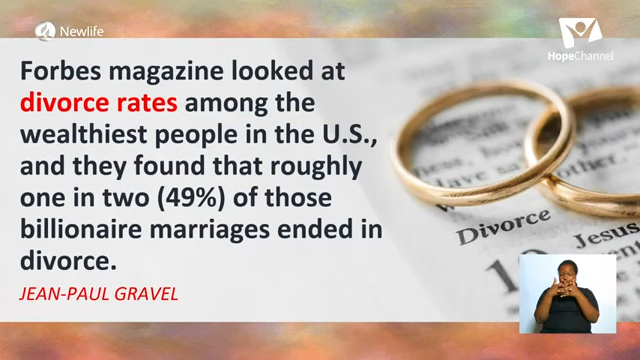 Newlife
HopeChannel
Forbes magazine looked at
divorce rates among the
wealthiest people in the U.S.,
and they found that roughly
one in two (49%) of those
billionaire marriages ended in
divorce.
JEAN-PAUL GRAVEL
Divorce
Jesus